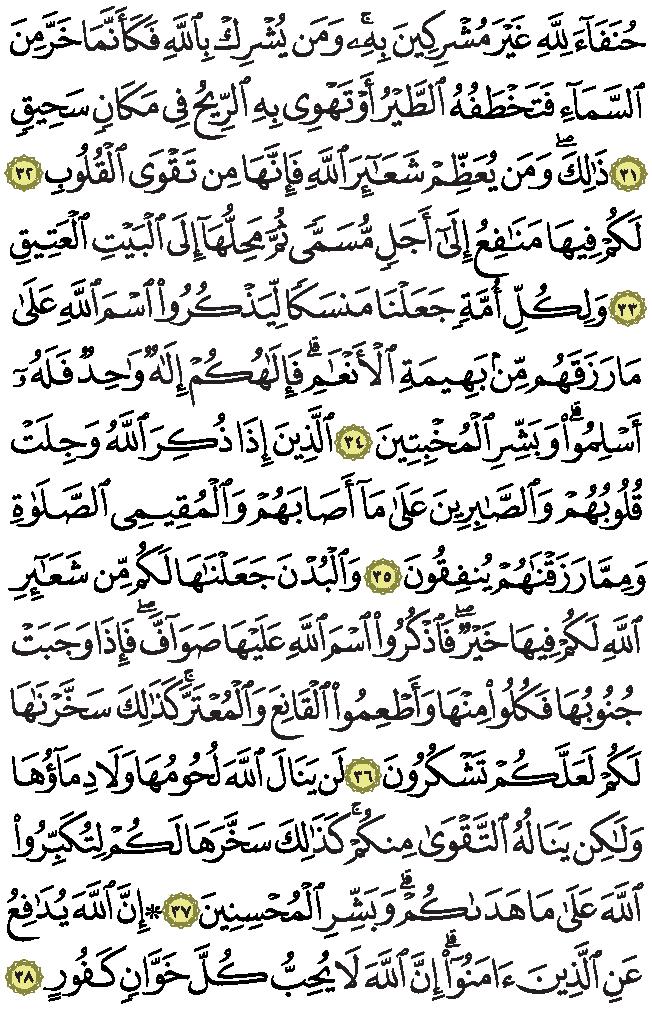 حُنَفَآءَ لِلَّهِ غَيْرَ مُشْرِكِينَ بِهِۦۚ وَمَن يُشْرِكْ بِٱللَّهِ فَكَأَنَّمَا خَرَّ مِنَ
ٱلسَّمَآءِ فَتَخْطَفُهُ ٱلطَّيْرُ أَوْ تَهْوِى بِهِ ٱلرِّيحُ فِى مَكَانٍ سَحِيقٍ
٣١ ذَٰلِكَۖ وَمَن يُعَظِّمْ شَعَٰٓئِرَ ٱللَّهِ فَإِنَّهَا مِن تَقْوَى ٱلْقُلُوبِ ٣٢
لَكُمْ فِيهَا مَنَٰفِعُ إِلَىٰٓ أَجَلٍ مُّسَمًّى ثُمَّ مَحِلُّهَآ إِلَى ٱلْبَيْتِ ٱلْعَتِيقِ
٣٣ وَلِكُلِّ أُمَّةٍ جَعَلْنَا مَنسَكًا لِّيَذْكُرُوا۟ ٱسْمَ ٱللَّهِ عَلَىٰ
مَا رَزَقَهُم مِّنۢ بَهِيمَةِ ٱلْأَنْعَٰمِۗ فَإِلَٰهُكُمْ إِلَٰهٌ وَٰحِدٌ فَلَهُۥٓ
أَسْلِمُوا۟ۗ وَبَشِّرِ ٱلْمُخْبِتِينَ ٣٤ ٱلَّذِينَ إِذَا ذُكِرَ ٱللَّهُ وَجِلَتْ
قُلُوبُهُمْ وَٱلصَّٰبِرِينَ عَلَىٰ مَآ أَصَابَهُمْ وَٱلْمُقِيمِى ٱلصَّلَوٰةِ
وَمِمَّا رَزَقْنَٰهُمْ يُنفِقُونَ ٣٥ وَٱلْبُدْنَ جَعَلْنَٰهَا لَكُم مِّن شَعَٰٓئِرِ
ٱللَّهِ لَكُمْ فِيهَا خَيْرٌۖ فَٱذْكُرُوا۟ ٱسْمَ ٱللَّهِ عَلَيْهَا صَوَآفَّۖ فَإِذَا وَجَبَتْ
جُنُوبُهَا فَكُلُوا۟ مِنْهَا وَأَطْعِمُوا۟ ٱلْقَانِعَ وَٱلْمُعْتَرَّۚ كَذَٰلِكَ سَخَّرْنَٰهَا
لَكُمْ لَعَلَّكُمْ تَشْكُرُونَ ٣٦ لَن يَنَالَ ٱللَّهَ لُحُومُهَا وَلَا دِمَآؤُهَا
وَلَٰكِن يَنَالُهُ ٱلتَّقْوَىٰ مِنكُمْۚ كَذَٰلِكَ سَخَّرَهَا لَكُمْ لِتُكَبِّرُوا۟
ٱللَّهَ عَلَىٰ مَا هَدَىٰكُمْۗ وَبَشِّرِ ٱلْمُحْسِنِينَ ٣٧ * إِنَّ ٱللَّهَ يُدَٰفِعُ
عَنِ ٱلَّذِينَ ءَامَنُوٓا۟ۗ إِنَّ ٱللَّهَ لَا يُحِبُّ كُلَّ خَوَّانٍ كَفُورٍ ٣٨